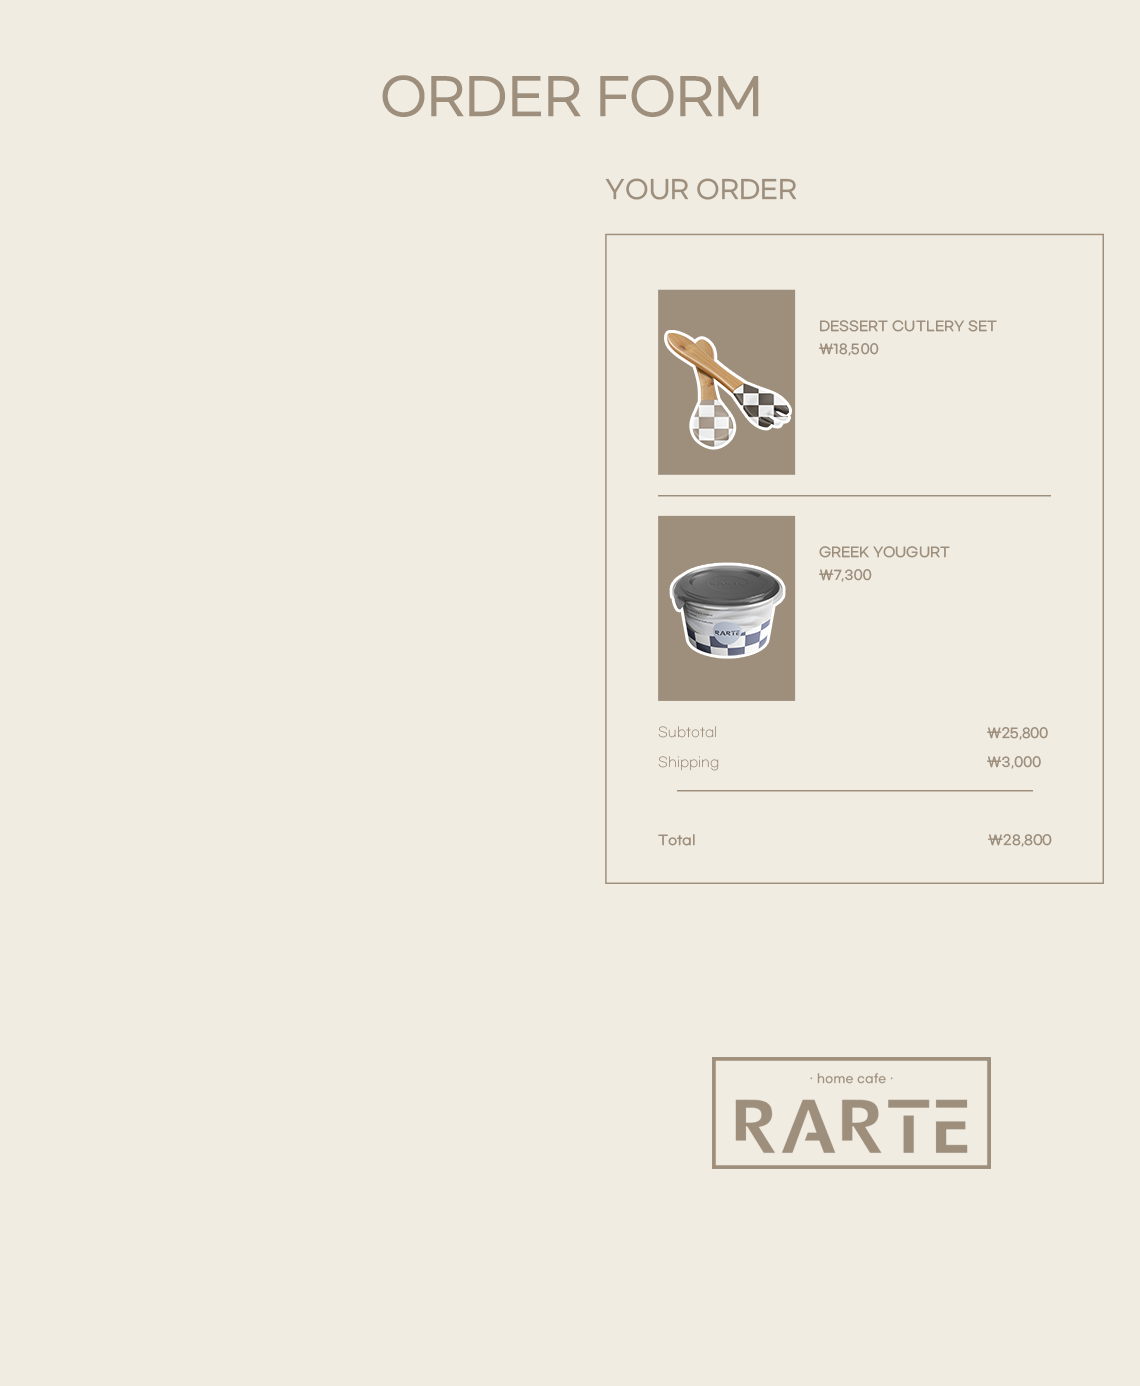 ORDER FORM
YOUR ORDER
DESSERT CUTLERY SET
₩18,500
GREEK YOUGURT
₩7,300
RARTE
Subtotal ₩25,800
Shipping ₩3,000
Total ₩28,800
· home cafe ·
RARTE